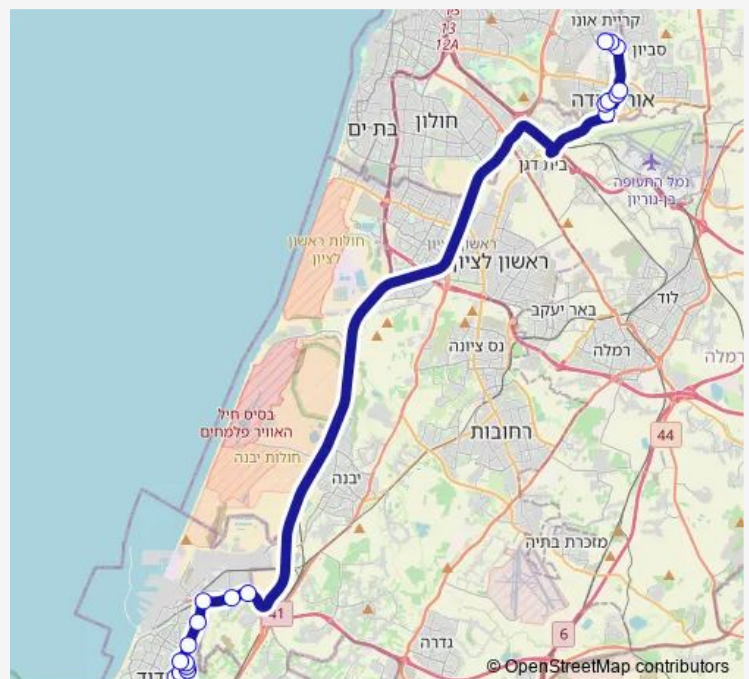 13
12A
קריית אונו
סביון
חולון
בת ים
בית דגן
נמל התעופה
בן-גוריון
חולות ראשון
לציון
ראשון לציון
לוד
באר יעקב
נס ציונה
רמלה
רמלה
בסיס חיל
האוויר פלמחים
חולות יבנה
רחובות
44
יבנה
מזכרת בתיה
41
גדרה
6
© OpenStreetMap contributors